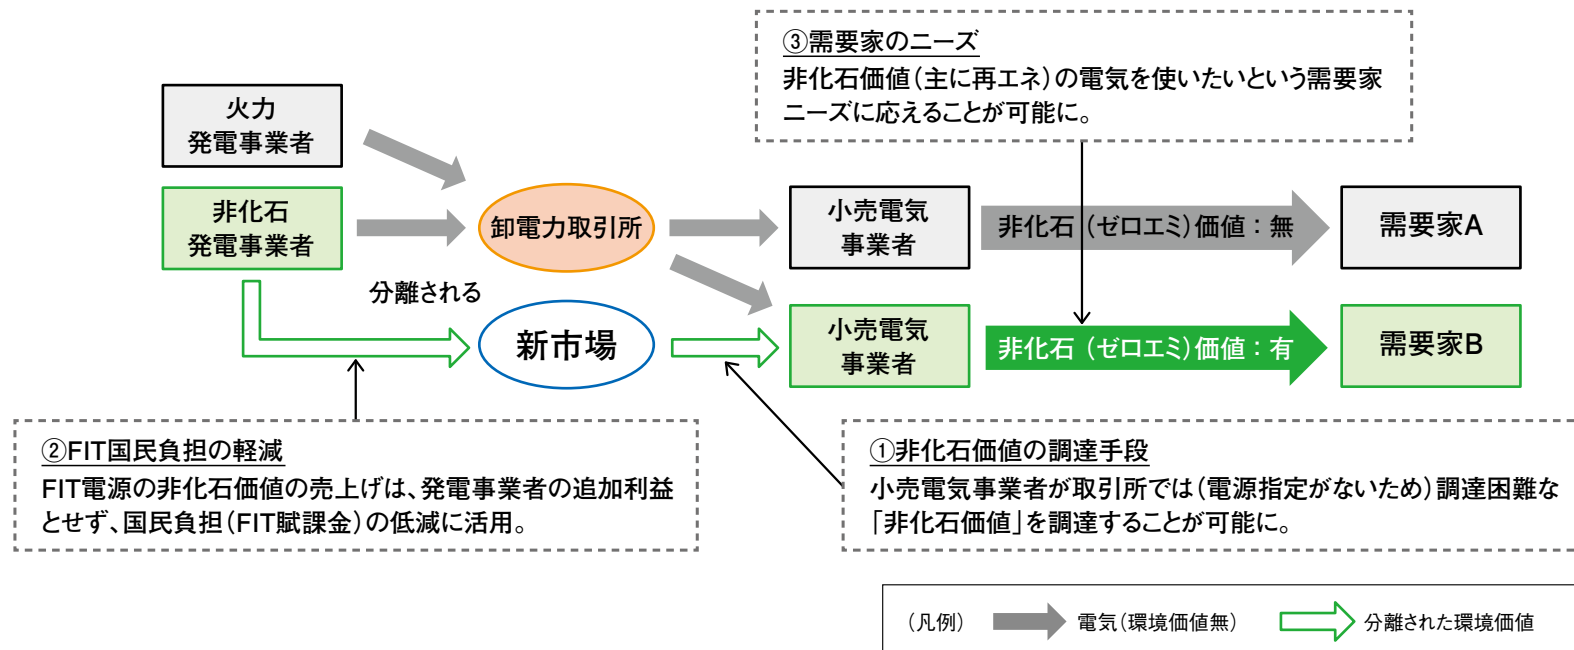 ③需要家のニーズ
非化石価値(主に再エネ)の電気を使いたいという需要家
ニーズに応えることが可能に。
火力
発電事業者
非化石
発電事業者
卸電力取引所
小売電気
事業者
非化石(ゼロエミ)価値:無
需要家A
分離される
新市場
小売電気
事業者
非化石(ゼロエミ)価値:有
需要家B
②FIT国民負担の軽減
FIT電源の非化石価値の売上げは、発電事業者の追加利益
とせず、国民負担(FIT賦課金)の低減に活用。
①非化石価値の調達手段
小売電気事業者が取引所では(電源指定がないため)調達困難な
「非化石価値」を調達することが可能に。
(凡例) 電気(環境価値無) 分離された環境価値